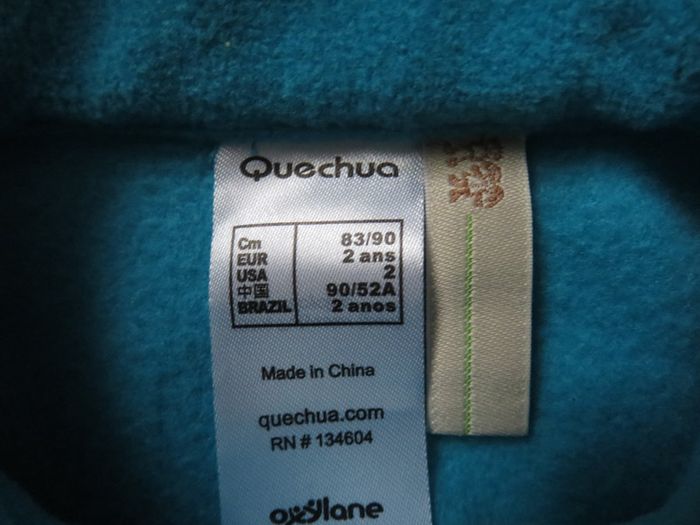 Quechua
Cm 83/90
EUR 2 ans
USA 2
中国 90/52A
BRAZIL 2 anos
Made in China
quechua.com
RN # 134604
oxylane